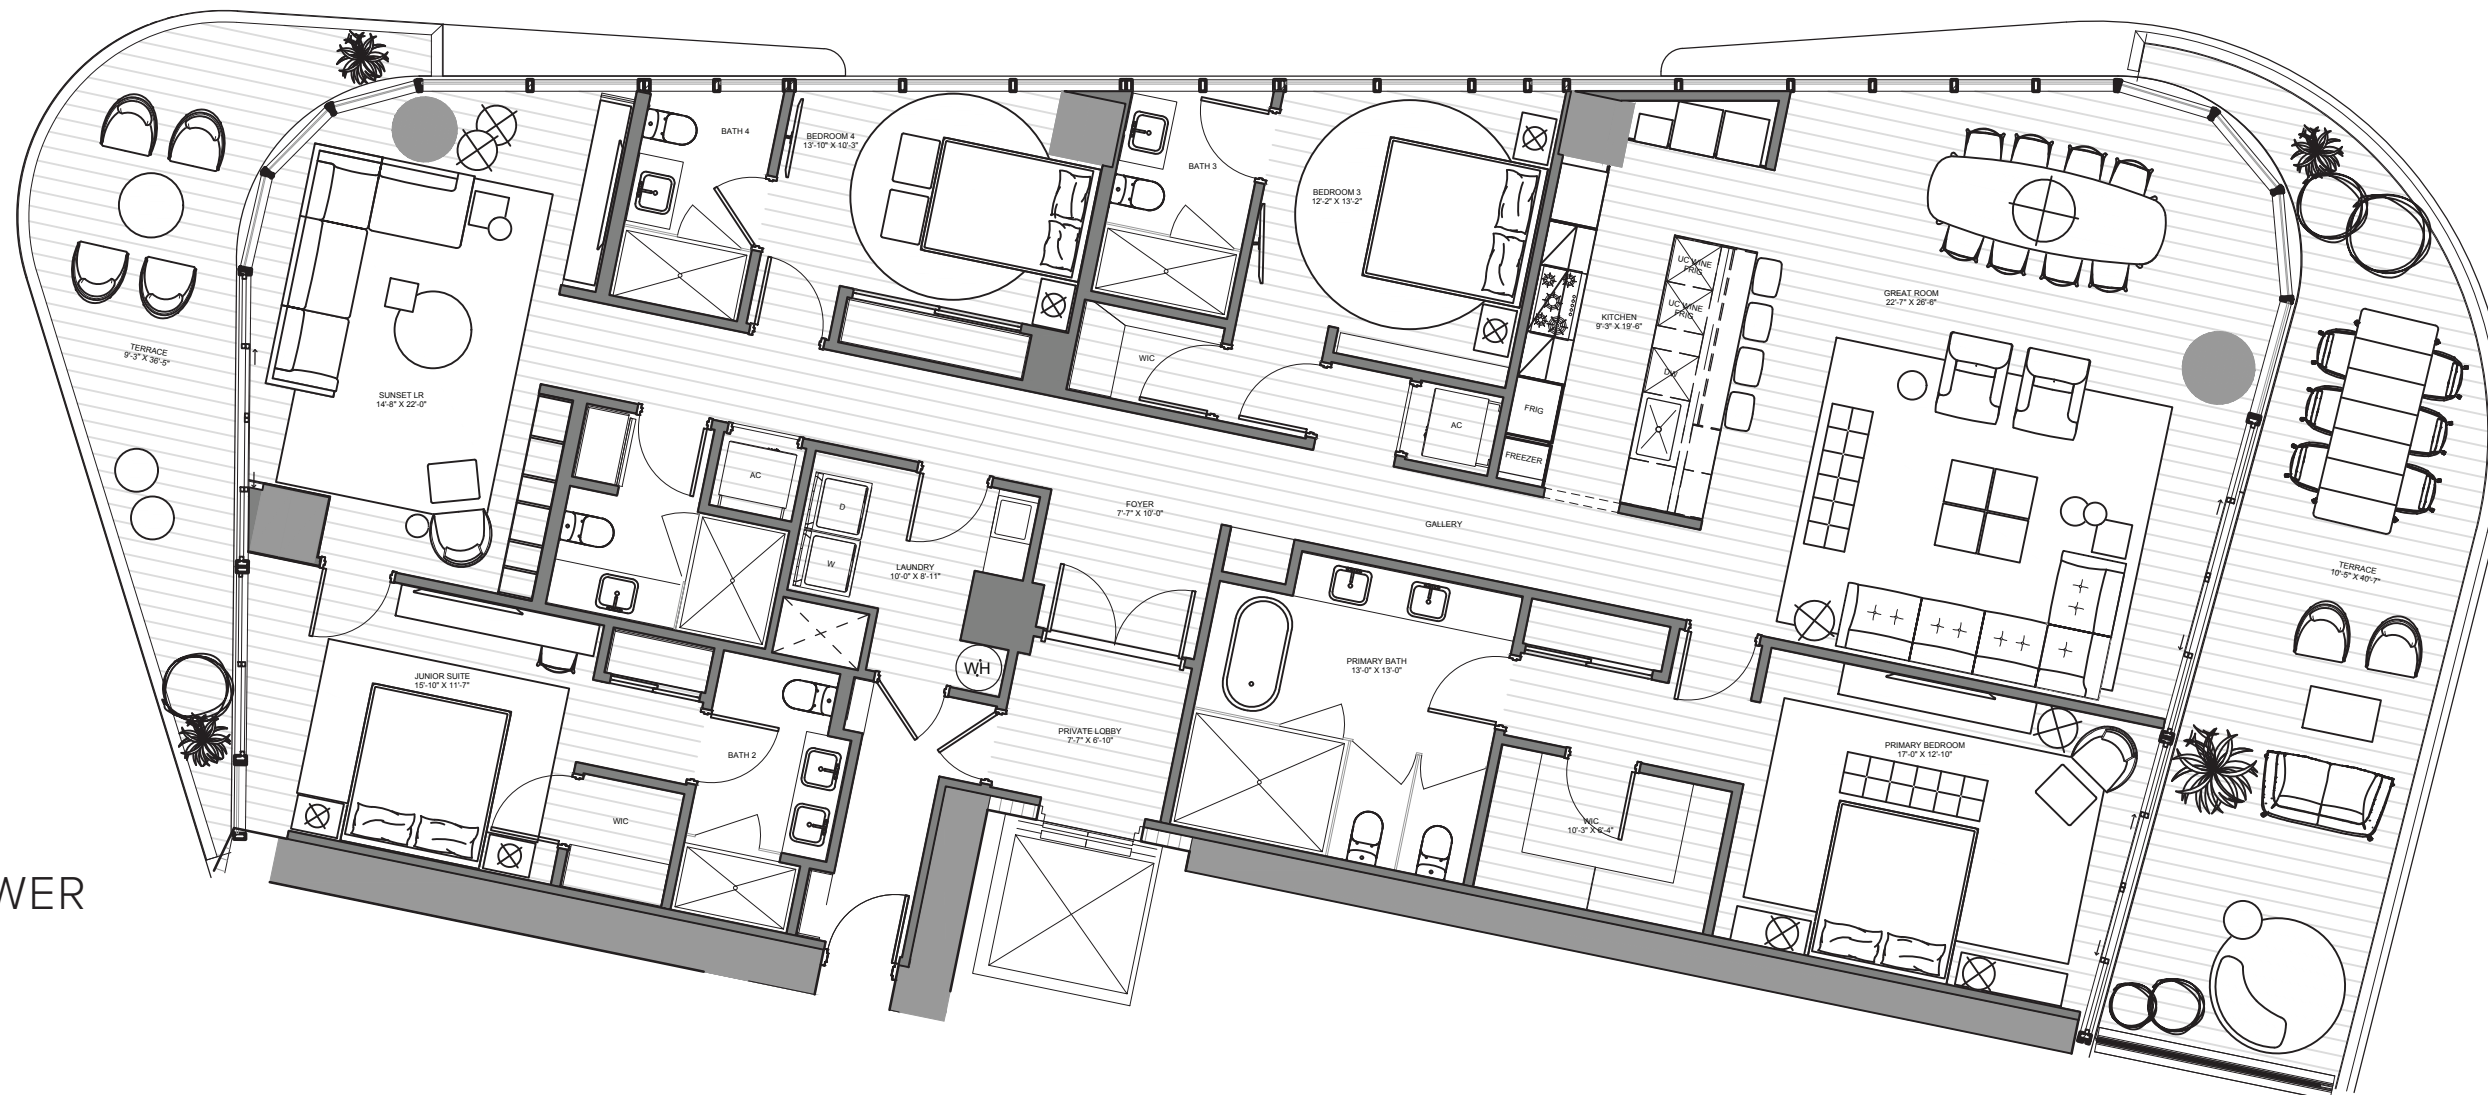 BATH 4
BEDROOM 4
13'-10" X 10'-3"
BATH 3
BEDROOM 3
12'-2" X 13'-2"
UC WINE
FRIG
UC WINE
FRIG
DW
KITCHEN
9'-3" X 19'-6"
GREAT ROOM
22'-7" X 26'-6"
TERRACE
9'-3" X 36'-5"
SUNSET LR
14'-8" X 22'-0"
WIC
FRIG
AC
FREEZER
AC
D
W
LAUNDRY
10'-0" X 8'-11"
FOYER
7'-7" X 10'-0"
GALLERY
TERRACE
10'-5" X 40'-7"
WH
JUNIOR SUITE
15'-10" X 11'-7"
PRIMARY BATH
13'-0" X 13'-0"
BATH 2
PRIVATE LOBBY
7'-7" X 6'-10"
PRIMARY BEDROOM
17'-0" X 12'-10"
WIC
WIC
10'-3" X 6'-4"
WER